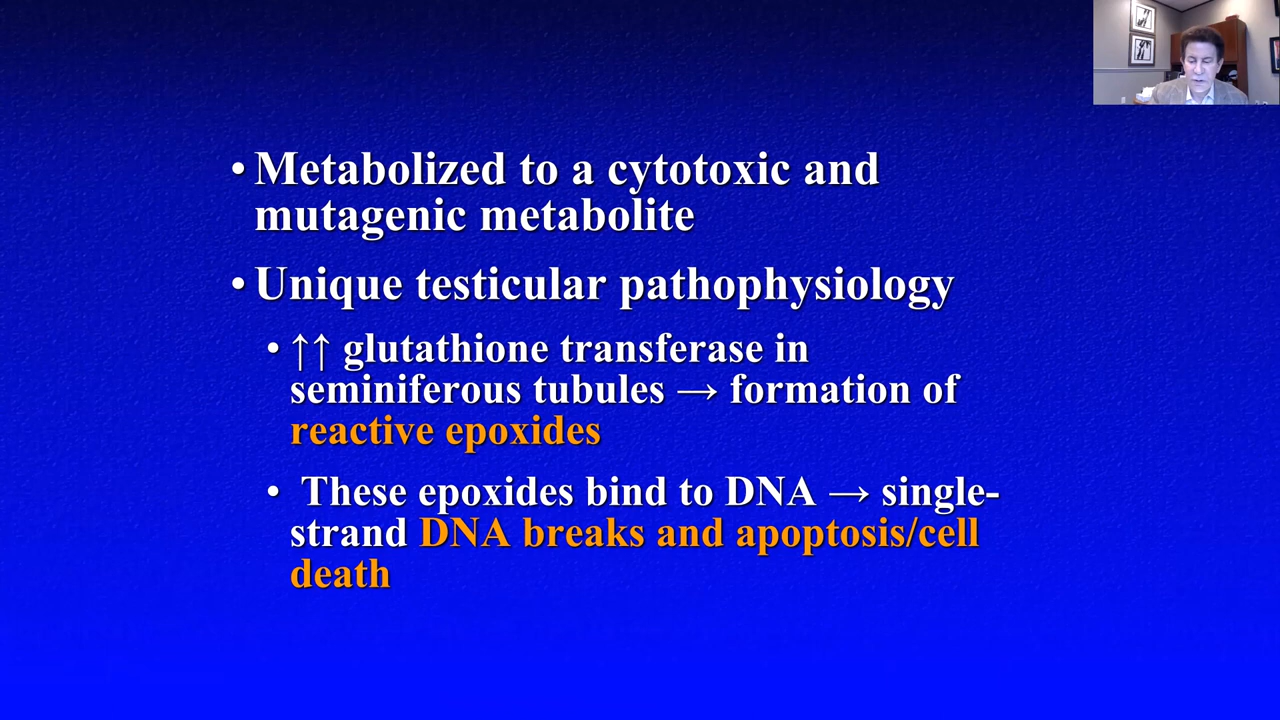 • Metabolized to a cytotoxic and
mutagenic metabolite
• Unique testicular pathophysiology
• ↑↑ glutathione transferase in
seminiferous tubules → formation of
reactive epoxides
• These epoxides bind to DNA → single-
strand DNA breaks and apoptosis/cell
death